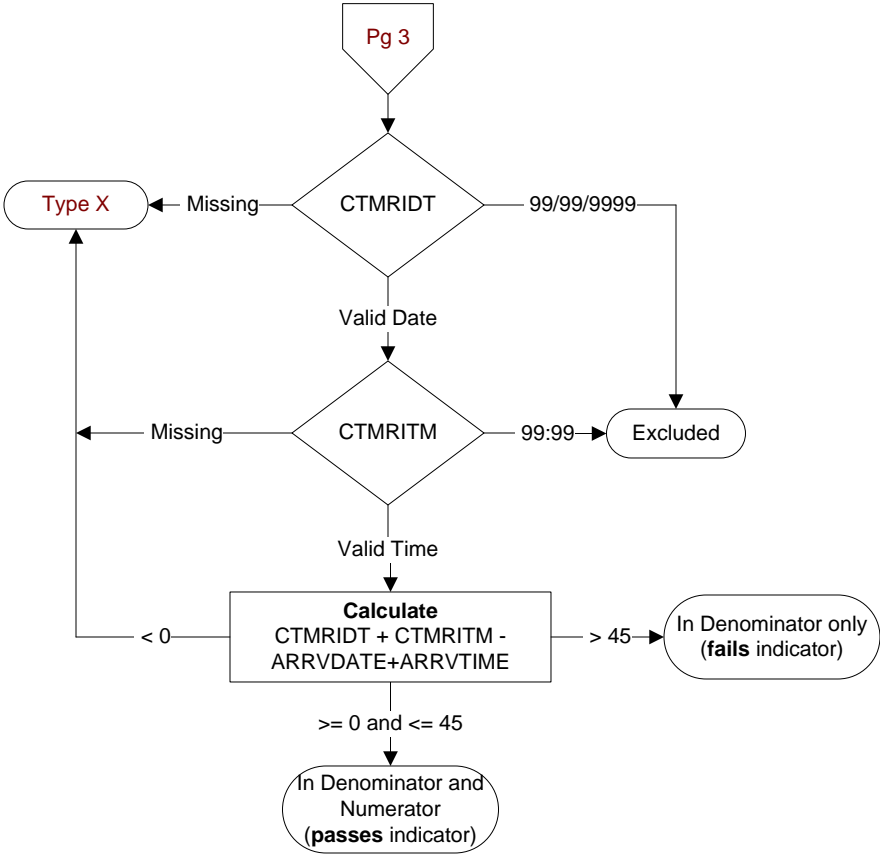 Pg 3
CTMRIDT
Type X
Missing
99/99/9999
Valid Date
CTMRITM
Missing
99:99
Excluded
Valid Time
Calculate
CTMRIDT + CTMRITM -
ARRVDATE+ARRVTIME
< 0
> 45
In Denominator only
(fails indicator)
>= 0 and <= 45
In Denominator and
Numerator
(passes indicator)